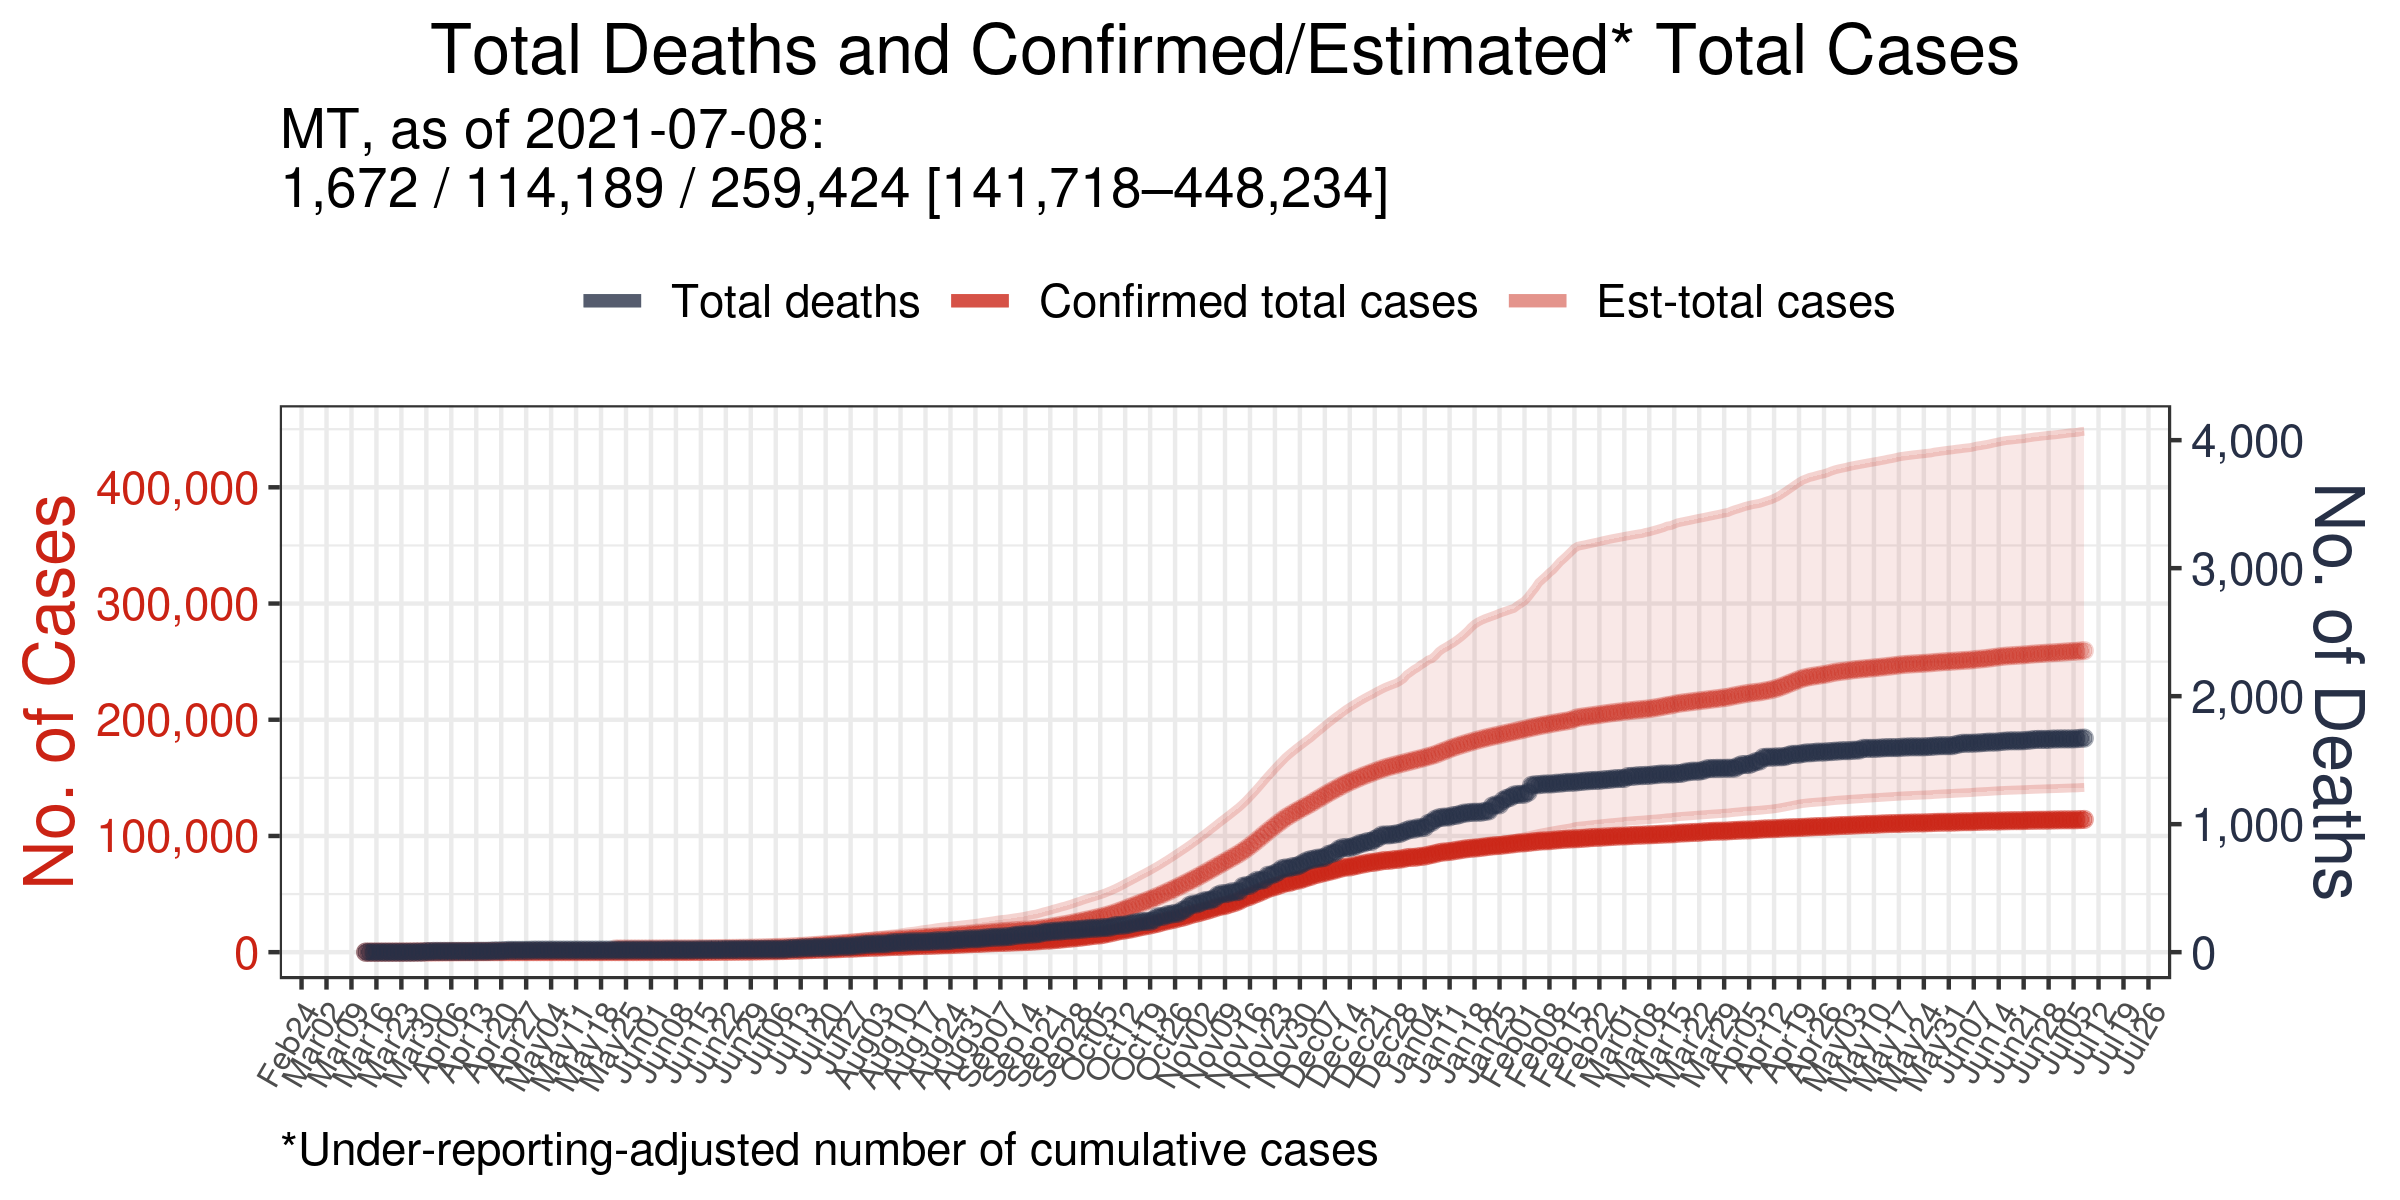 Total Deaths and Confirmed/Estimated* Total Cases
MT, as of 2021-07-08:
1,672 / 114,189 / 259,424 [141,718–448,234]
Total deaths
Confirmed total cases
Est-total cases
No. of Cases
400,000
300,000
200,000
100,000
0
4,000
3,000
2,000
1,000
0
No. of Deaths
Feb24
Mar02
Mar09
Mar16
Mar23
Mar30
Apr06
Apr13
Apr20
Apr27
May04
May11
May18
May25
Jun01
Jun08
Jun15
Jun22
Jun29
Jul06
Jul13
Jul20
Jul27
Aug03
Aug10
Aug17
Aug24
Aug31
Sep07
Sep14
Sep21
Sep28
Oct05
Oct12
Oct19
Oct26
Nov02
Nov09
Nov16
Nov23
Nov30
Dec07
Dec14
Dec21
Dec28
Jan04
Jan11
Jan18
Jan25
Feb01
Feb08
Feb15
Feb22
Mar01
Mar08
Mar15
Mar22
Mar29
Apr05
Apr12
Apr19
Apr26
May03
May10
May17
May24
May31
Jun07
Jun14
Jun21
Jun28
Jul05
Jul12
Jul19
Jul26
*Under-reporting-adjusted number of cumulative cases